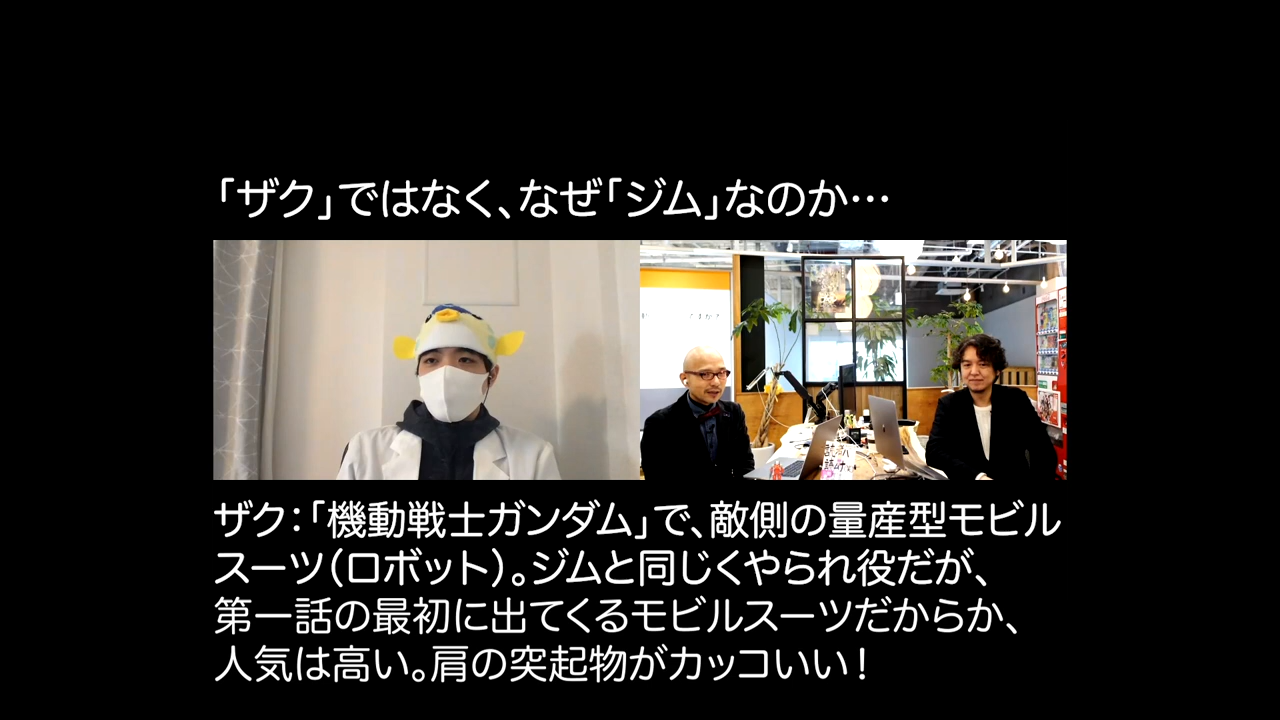 「ザク」ではなく、なぜ「ジム」なのか…
ですか？
ザク：「機動戦士ガンダム」で、敵側の量産型モビル
スーツ（ロボット）。ジムと同じくやられ役だが、
第一話の最初に出てくるモビルスーツだからか、
人気は高い。肩の突起物がカッコいい！